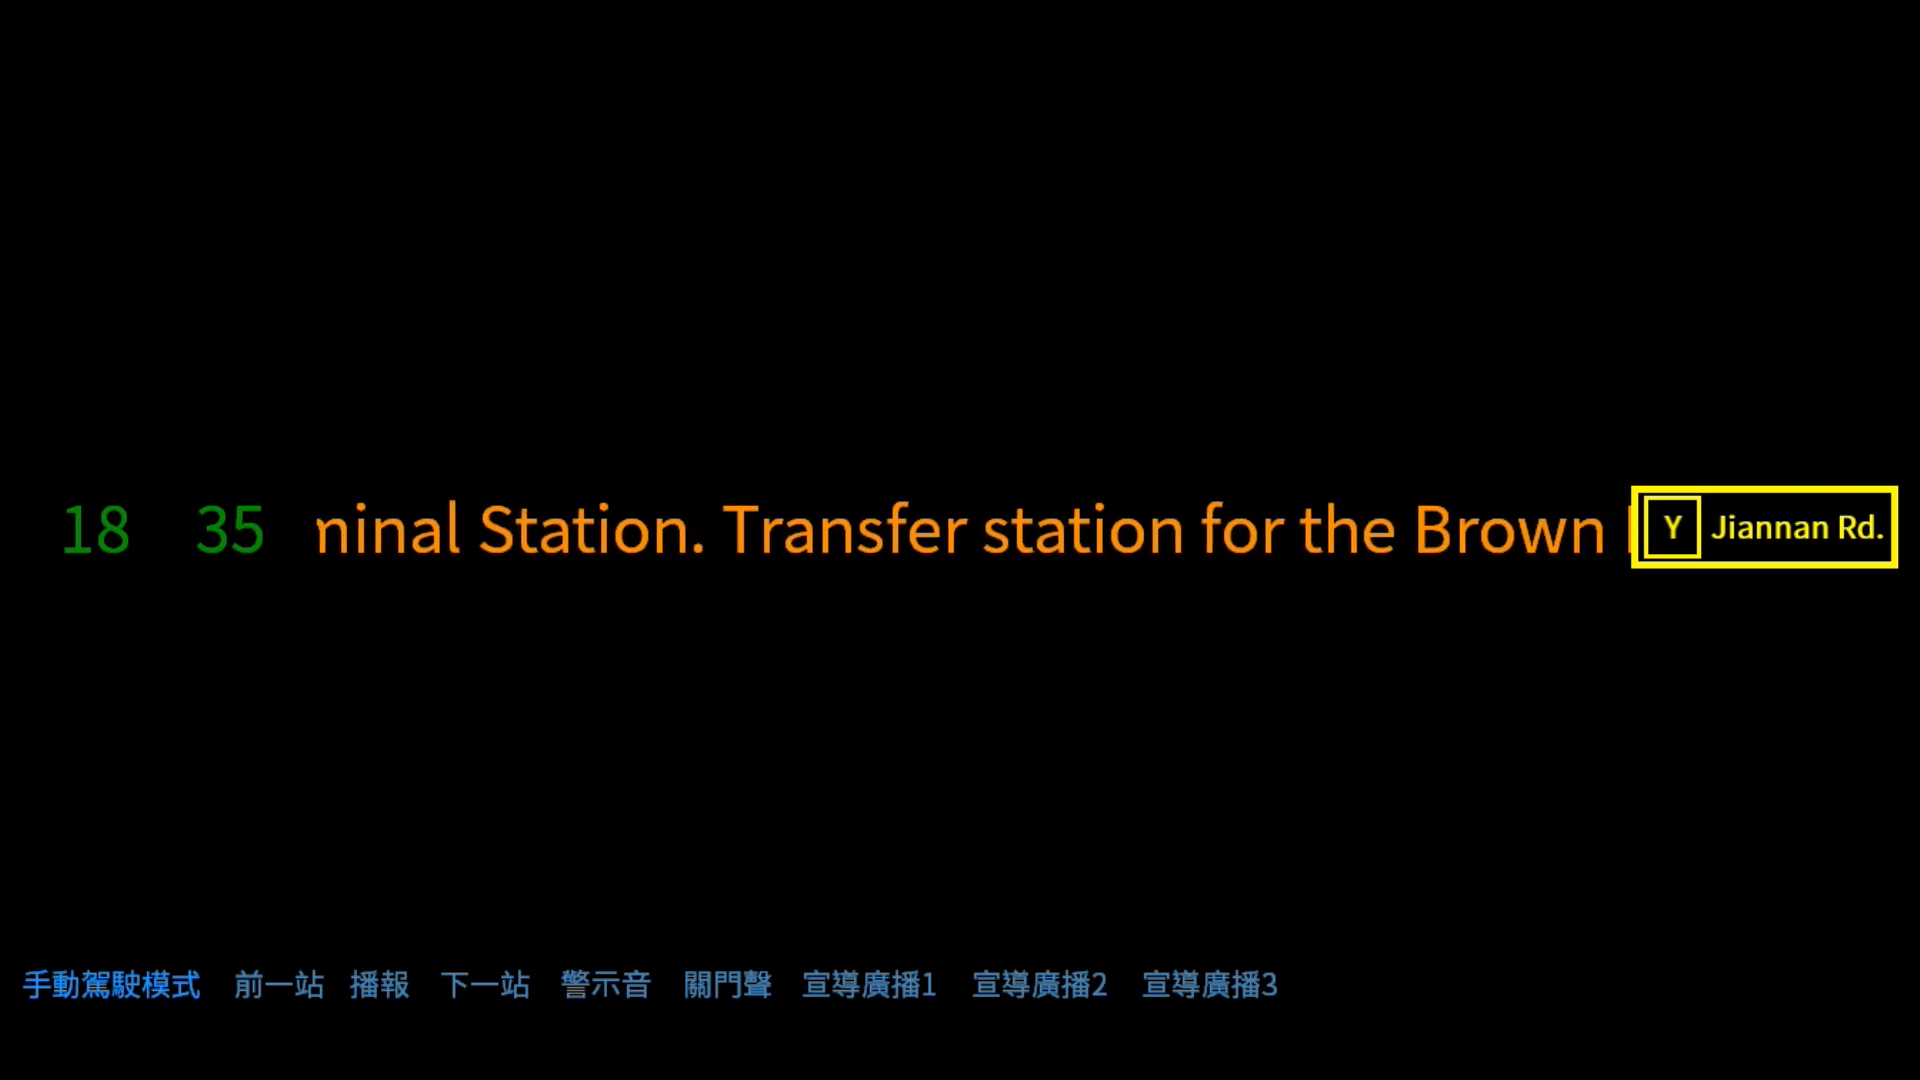 18 35 ninal Station. Transfer station for the Brown Y Jiannan Rd.
手動駕駛模式 前一站 播報 下一站 警示音 關門聲 宣導廣播1 宣導廣播2 宣導廣播3